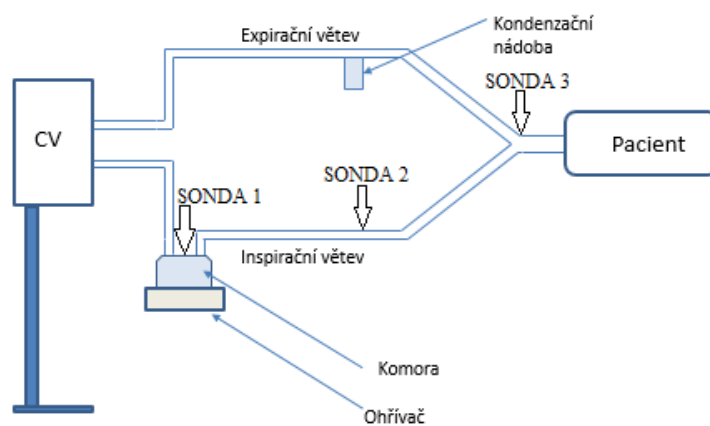 Expirační větev
Kondenzační
nádoba
SONDA 3
CV
Pacient
SONDA 2
SONDA 1
Inspirační větev
Komora
Ohřívač